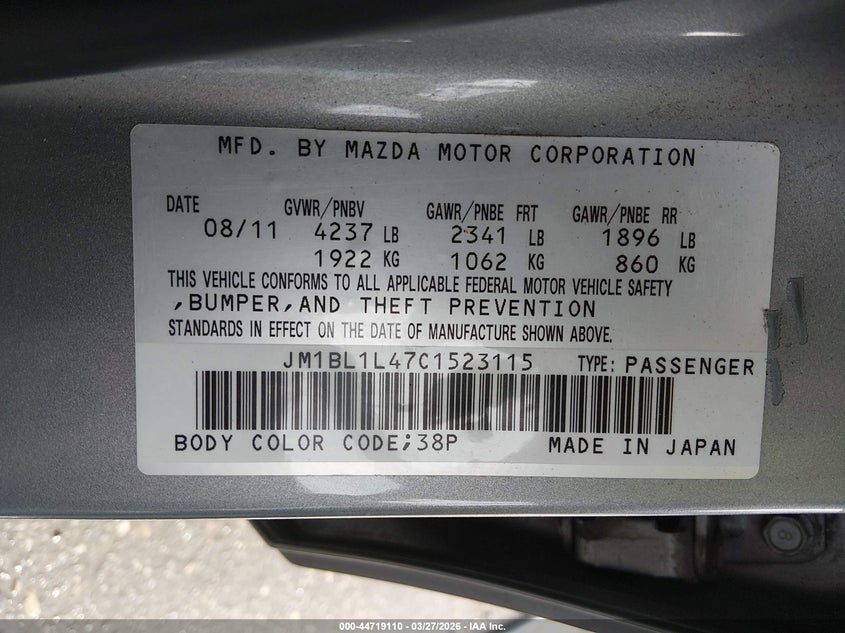 MFD. BY MAZDA MOTOR CORPORATION
DATE GVWR/PNBV GAWR/PNBE FRT GAWR/PNBE RR
08/11 4237 LB 2341 LB 1896 LB
1922 KG 1062 KG 860 KG
THIS VEHICLE CONFORMS TO ALL APPLICABLE FEDERAL MOTOR VEHICLE SAFETY
,BUMPER,AND THEFT PREVENTION
STANDARDS IN EFFECT ON THE DATE OF MANUFACTURE SHOWN ABOVE.
JM1BL1L47C1523115 TYPE: PASSENGER
BODY COLOR CODE;38P MADE IN JAPAN
8
000-44719110 - 03/27/2026 - IAA Inc.